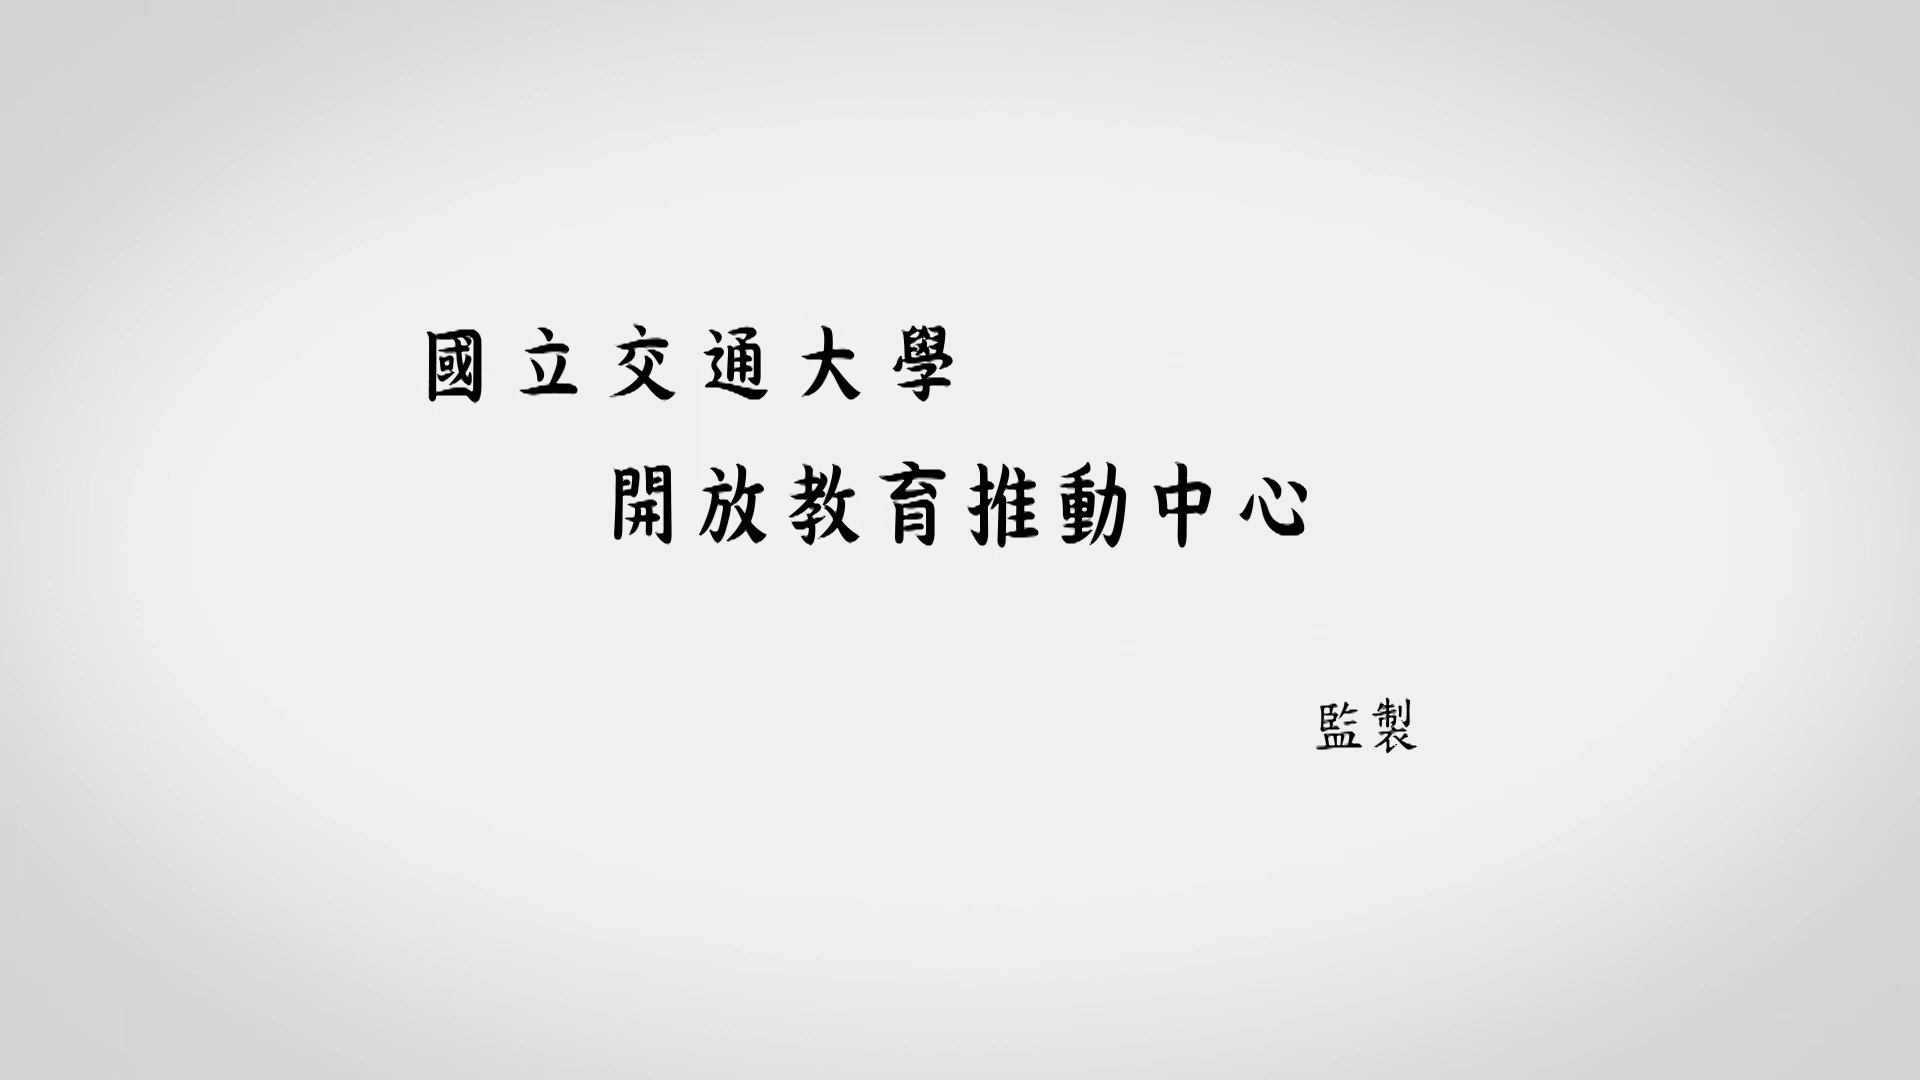 國立交通大學
開放教育推動中心
監製